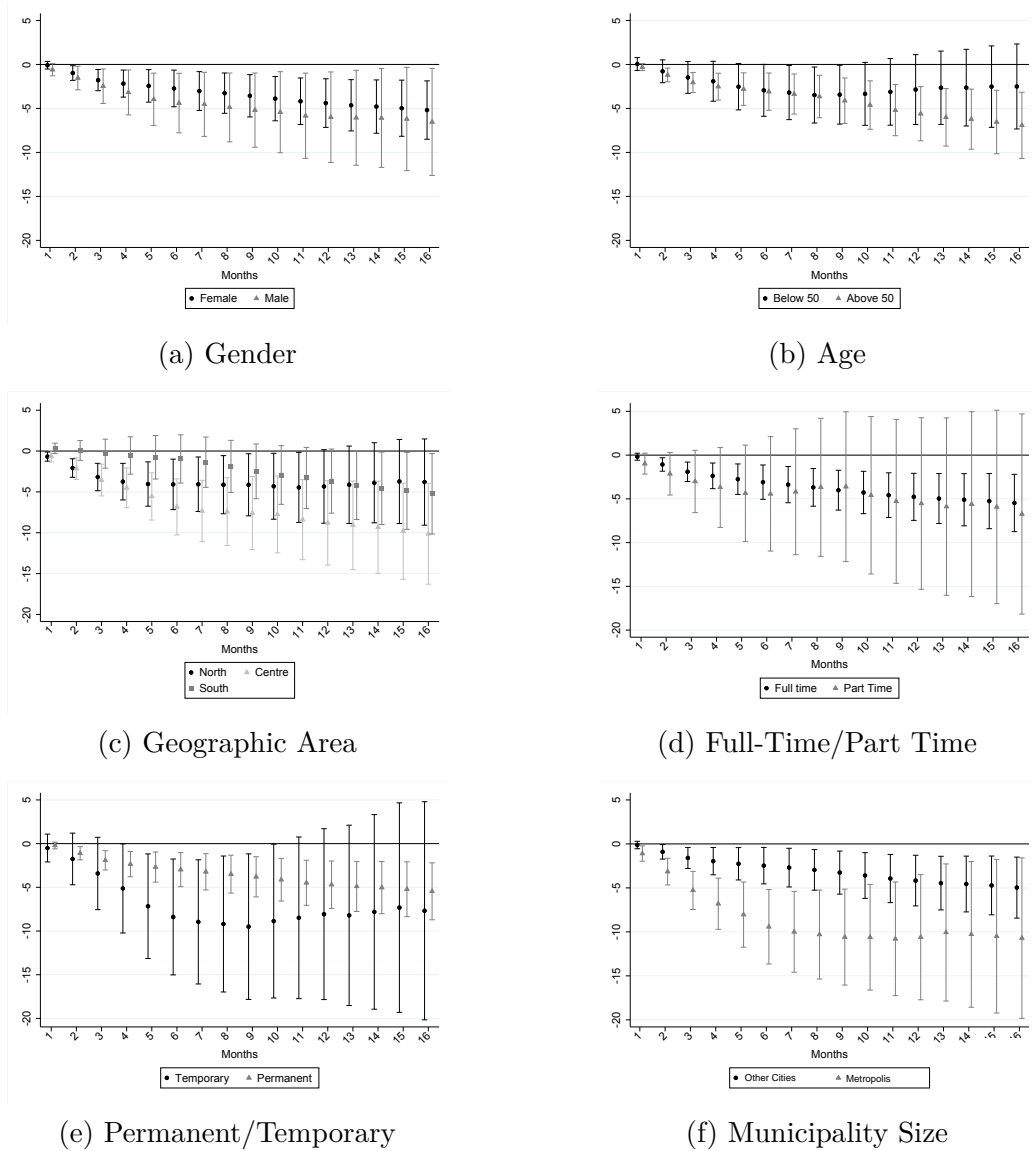 5
0
-5
-10
-15
-20
1 2 3 4 5 6 7 8 9 10 11 12 13 14 15 16
Months
Female Male
(a) Gender
5
0
-5
-10
-15
-20
1 2 3 4 5 6 7 8 9 10 11 12 13 14 15 16
Months
Below 50 Above 50
(b) Age
5
0
-5
-10
-15
-20
1 2 3 4 5 6 7 8 9 10 11 12 13 14 15 16
Months
North Centre
South
(c) Geographic Area
5
0
-5
-10
-15
-20
1 2 3 4 5 6 7 8 9 10 11 12 13 14 15 16
Months
Full time Part Time
(d) Full-Time/Part Time
5
0
-5
-10
-15
-20
1 2 3 4 5 6 7 8 9 10 11 12 13 14 15 16
Months
Temporary Permanent
(e) Permanent/Temporary
5
0
-5
-10
-15
-20
1 2 3 4 5 6 7 8 9 10 11 12 13 14 15 16
Months
Other Cities Metropolis
(f) Municipality Size